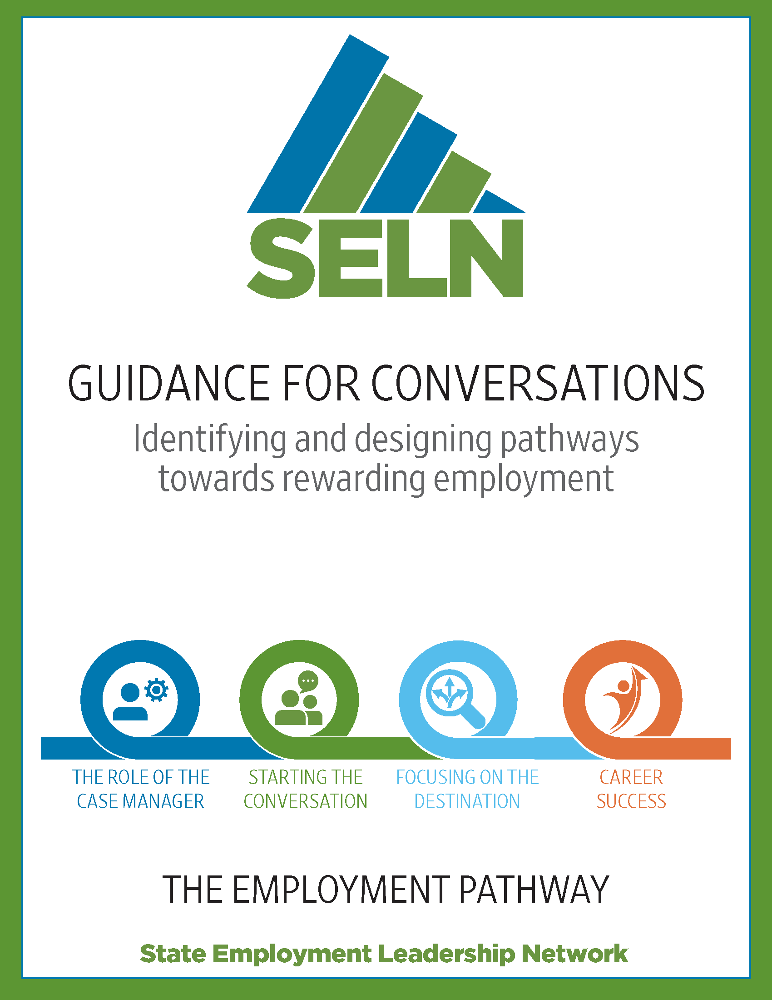 SELN
GUIDANCE FOR CONVERSATIONS
Identifying and designing pathways
towards rewarding employment
THE ROLE OF THE
CASE MANAGER
STARTING THE
CONVERSATION
FOCUSING ON THE
DESTINATION
CAREER
SUCCESS
THE EMPLOYMENT PATHWAY
State Employment Leadership Network